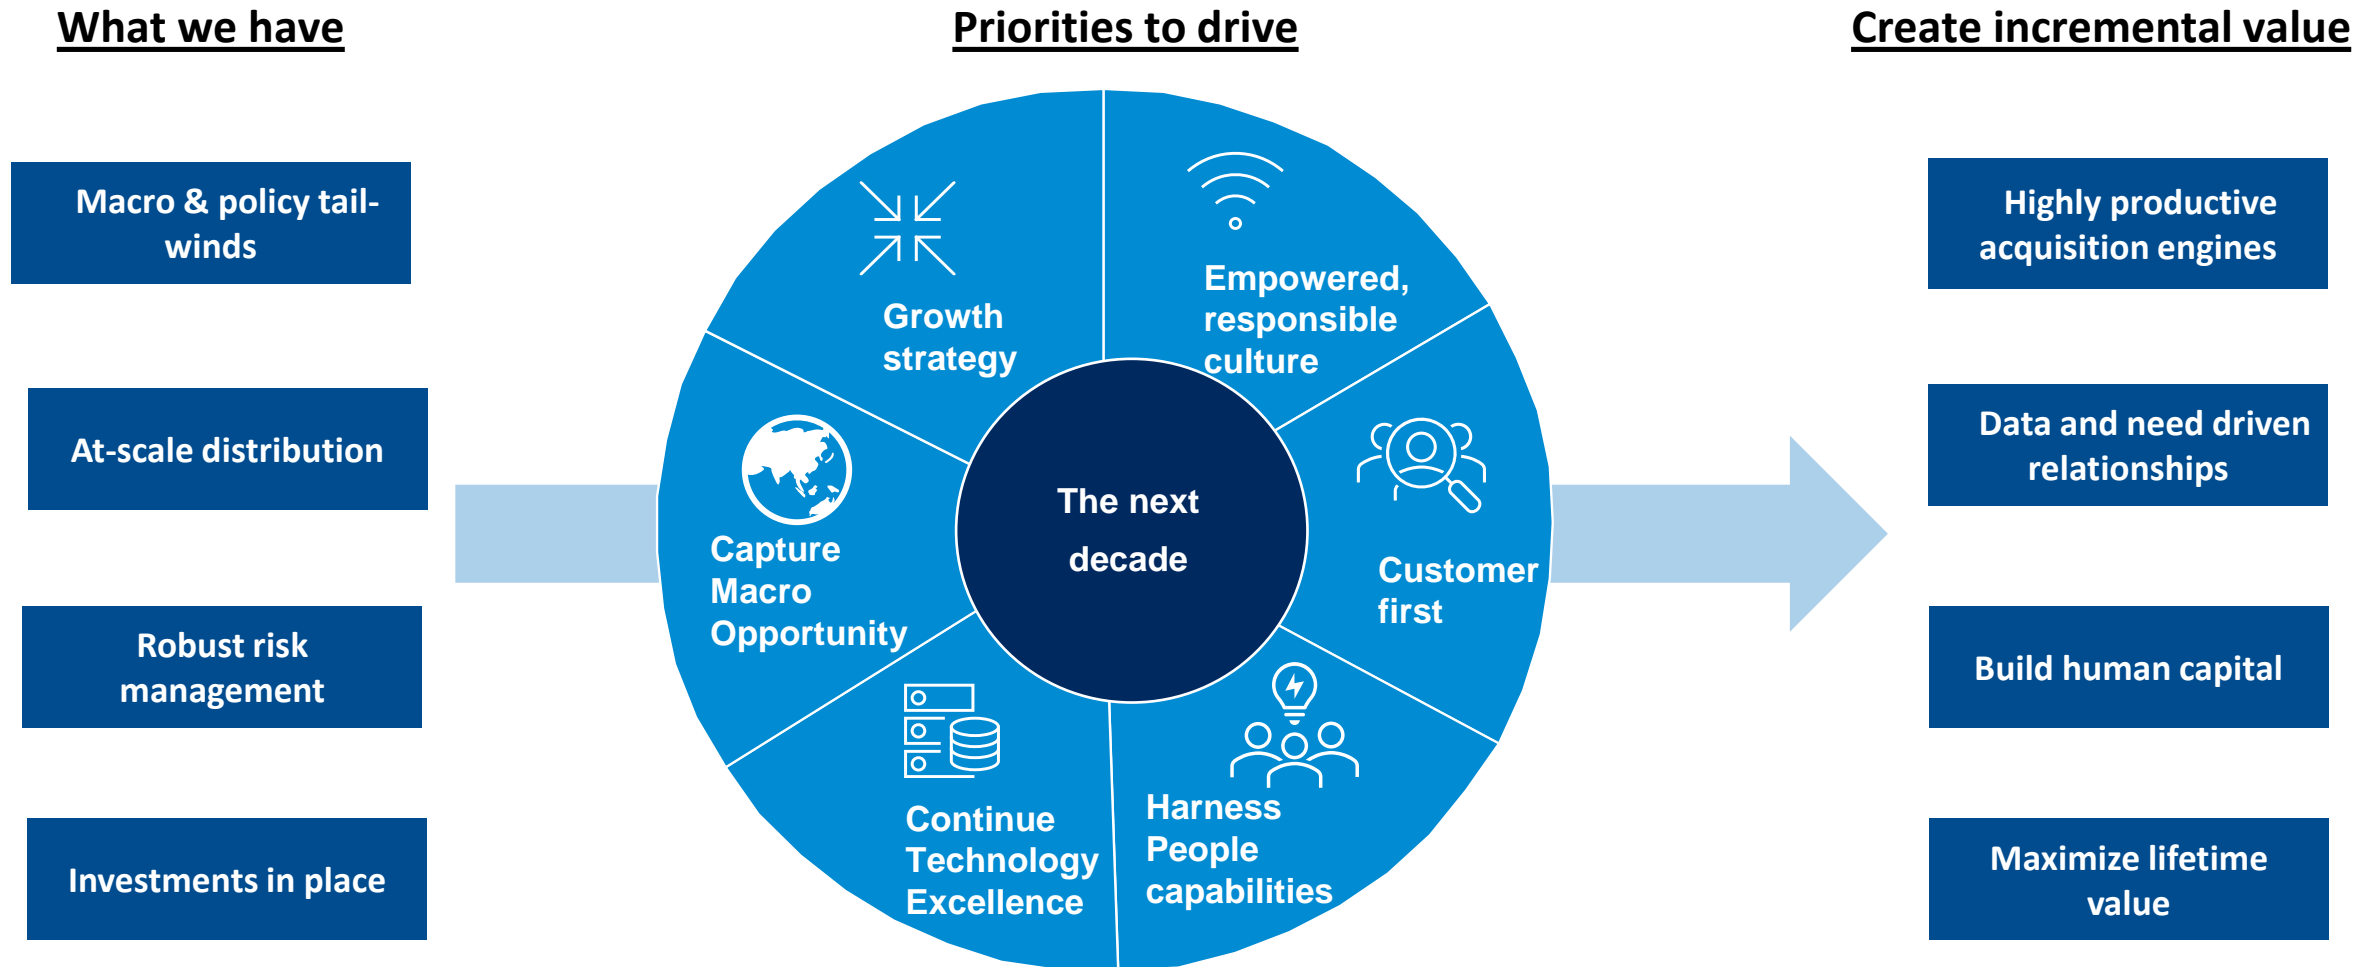 What we have
Priorities to drive
Create incremental value
Macro & policy tail-
winds
At-scale distribution
Robust risk
management
Investments in place
Growth
strategy
Empowered,
responsible
culture
Capture
Macro
Opportunity
The next
decade
Customer
first
Continue
Technology
Excellence
Harness
People
capabilities
Highly productive
acquisition engines
Data and need driven
relationships
Build human capital
Maximize lifetime
value